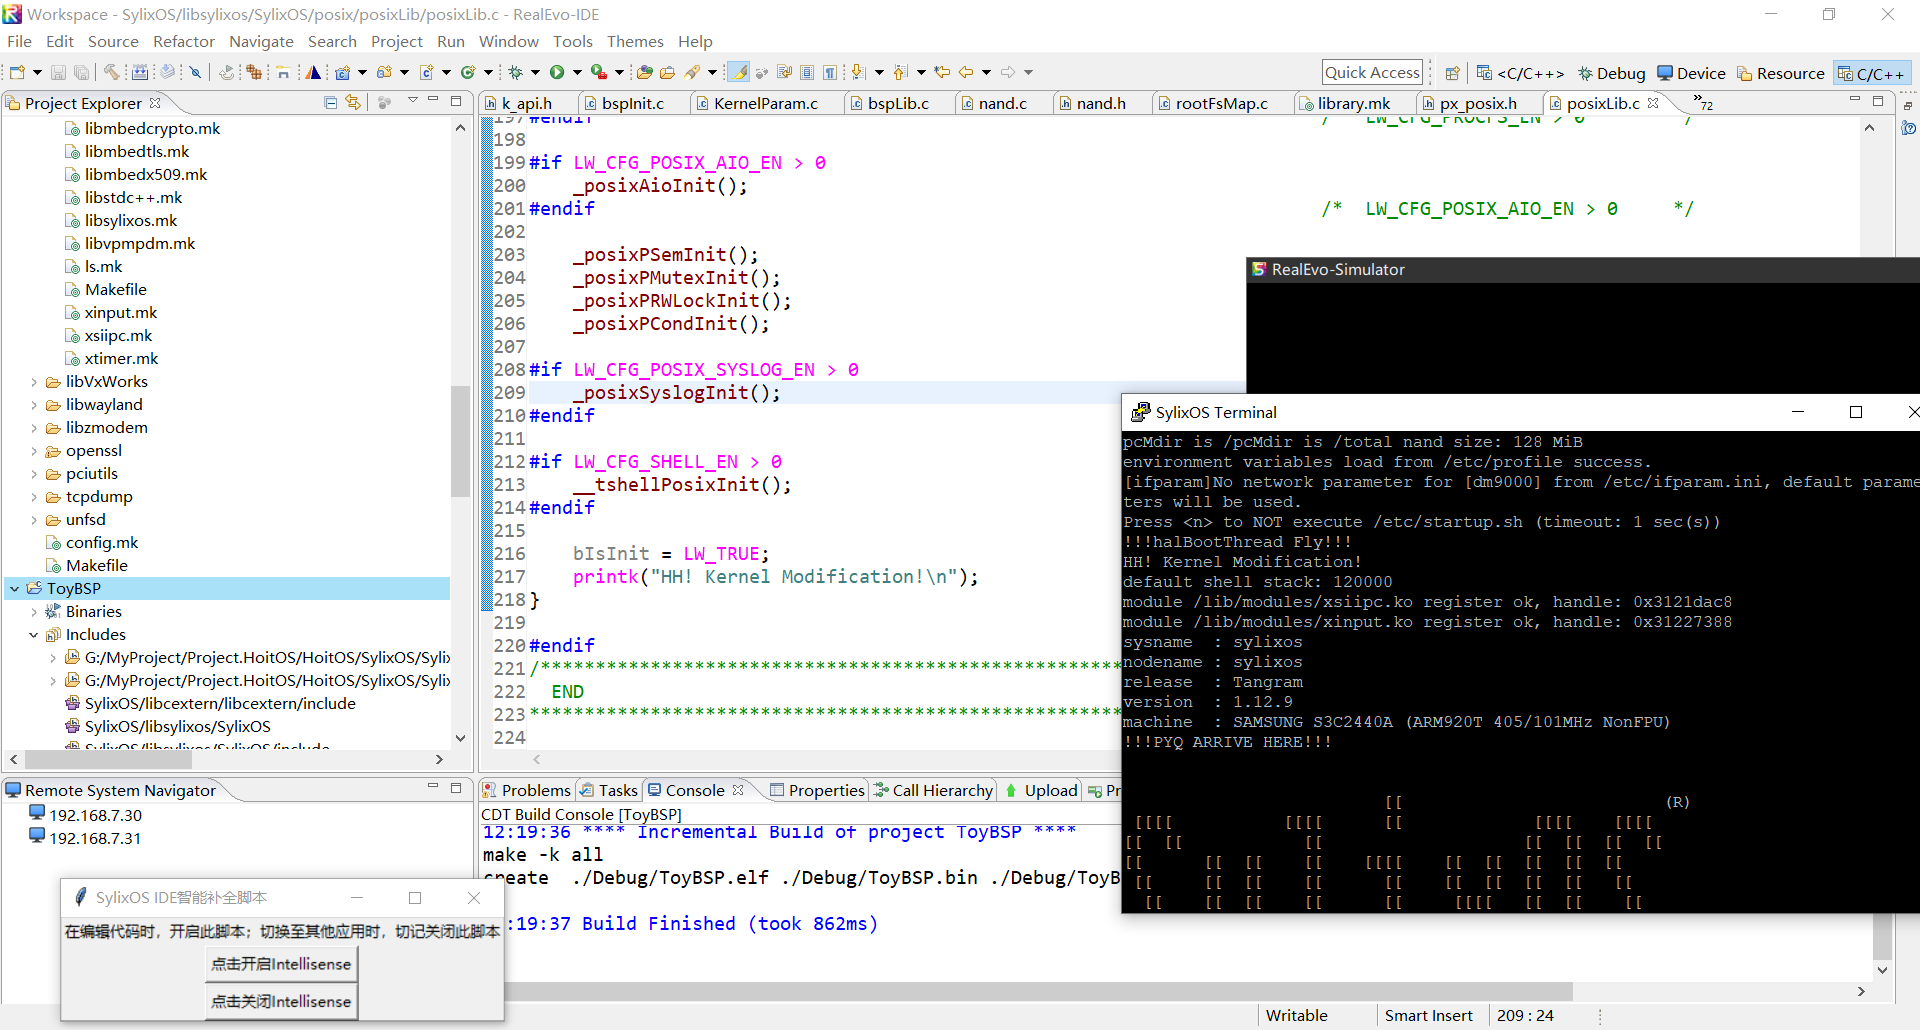 Workspace - SylixOS/libsylixos/SylixOS/posix/posixLib/posixLib.c - RealEvo-IDE
File Edit Source Refactor Navigate Search Project Run Window Tools Themes Help
Quick Access <C/C++> Debug Device Resource C/C++
Project Explorer
libmbedcrypto.mk
libmbedtls.mk
libmbedx509.mk
libstdc++.mk
libsylixos.mk
libvpmpdm.mk
ls.mk
Makefile
xinput.mk
xsiipc.mk
xtimer.mk
libVxWorks
libwayland
libzmodem
openssl
pciutils
tcpdump
unfsd
config.mk
Makefile
ToyBSP
Binaries
Includes
G:/MyProject/Project.HoitOS/HoitOS/SylixOS/Sylix
G:/MyProject/Project.HoitOS/HoitOS/SylixOS/Sylix
SylixOS/libcextern/libcextern/include
SylixOS/libsylixos/SylixOS
SylixOS/libsylixos/SylixOS/include
k_api.h bspInit.c KernelParam.c bspLib.c nand.c nand.h rootFsMap.c library.mk px_posix.h posixLib.c 72
197 #endif /* LW_CFG_PROCFS_EN > 0 */
198
199 #if LW_CFG_POSIX_AIO_EN > 0
200 _posixAioInit();
201 #endif /* LW_CFG_POSIX_AIO_EN > 0 */
202
203 _posixPSemInit();
204 _posixPMutexInit();
205 _posixPRWLockInit();
206 _posixPCondInit();
207
208 #if LW_CFG_POSIX_SYSLOG_EN > 0
209 _posixSyslogInit();
210 #endif
211
212 #if LW_CFG_SHELL_EN > 0
213 __tshellPosixInit();
214 #endif
215
216 bIsInit = LW_TRUE;
217 printk("HH! Kernel Modification!\n");
218 }
219
220 #endif
221 /******************************************************
222 END
223 ******************************************************
224
RealEvo-Simulator
SylixOS Terminal
pcMdir is /pcMdir is /total nand size: 128 MiB
environment variables load from /etc/profile success.
[ifparam]No network parameter for [dm9000] from /etc/ifparam.ini, default parame
ters will be used.
Press <n> to NOT execute /etc/startup.sh (timeout: 1 sec(s))
!!!halBootThread Fly!!!
HH! Kernel Modification!
default shell stack: 120000
module /lib/modules/xsiipc.ko register ok, handle: 0x3121dac8
module /lib/modules/xinput.ko register ok, handle: 0x31227388
sysname : sylixos
nodename : sylixos
release : Tangram
version : 1.12.9
machine : SAMSUNG S3C2440A (ARM920T 405/101MHz NonFPU)
!!!PYQ ARRIVE HERE!!!
[[ (R)
[[[[ [[[[ [[ [[[[ [[[[
[[ [[ [[ [[ [[ [[ [[
[[ [[ [[ [[ [[[[ [[ [[ [[ [[ [[
[[ [[ [[ [[ [[ [[ [[ [[ [[ [[
[[ [[ [[ [[ [[ [[[[ [[ [[ [[
Remote System Navigator
192.168.7.30
192.168.7.31
Problems Tasks Console Properties Call Hierarchy Upload Pr
CDT Build Console [ToyBSP]
12:19:36 **** Incremental Build of project ToyBSP ****
make -k all
create ./Debug/ToyBSP.elf ./Debug/ToyBSP.bin ./Debug/ToyB
:19:37 Build Finished (took 862ms)
SylixOS IDE智能补全脚本
在编辑代码时，开启此脚本；切换至其他应用时，切记关闭此脚本
点击开启Intellisense
点击关闭Intellisense
Writable Smart Insert 209 : 24